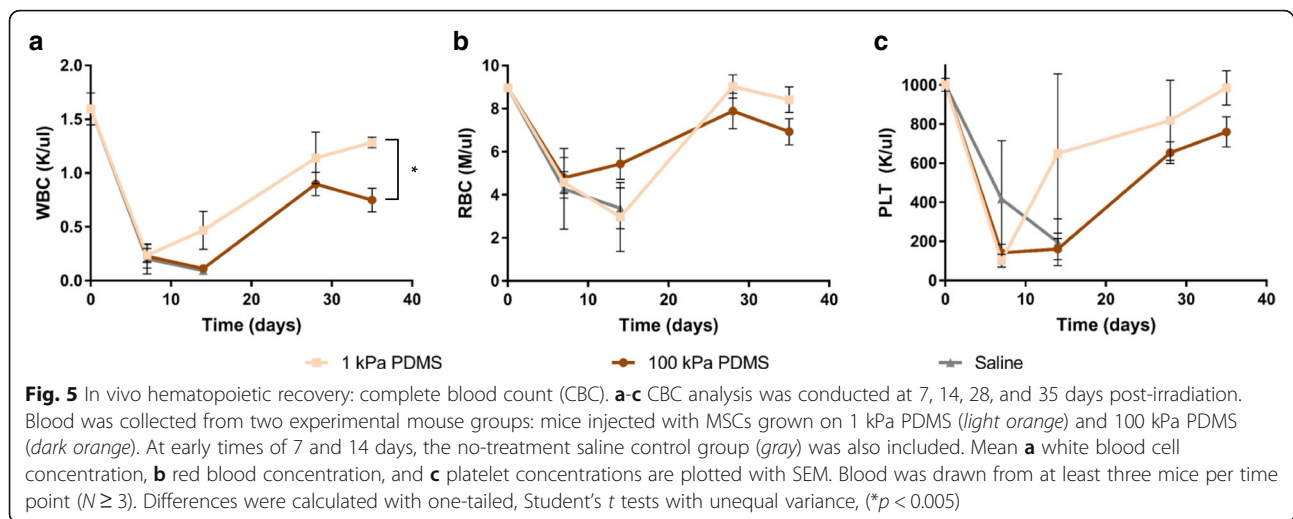 a
b
c
2.0
1.5
1.0
0.5
0.0
WBC (K/ul)
*
0 10 20 30 40
Time (days)
10
8
6
4
2
0
RBC (M/ul)
0 10 20 30 40
Time (days)
1000
800
600
400
200
0
PLT (K/ul)
0 10 20 30 40
Time (days)
1 kPa PDMS 100 kPa PDMS Saline
Fig. 5 In vivo hematopoietic recovery: complete blood count (CBC). a-c CBC analysis was conducted at 7, 14, 28, and 35 days post-irradiation.
Blood was collected from two experimental mouse groups: mice injected with MSCs grown on 1 kPa PDMS (light orange) and 100 kPa PDMS
(dark orange). At early times of 7 and 14 days, the no-treatment saline control group (gray) was also included. Mean a white blood cell
concentration, b red blood concentration, and c platelet concentrations are plotted with SEM. Blood was drawn from at least three mice per time
point (N ≥ 3). Differences were calculated with one-tailed, Student's t tests with unequal variance, (*p < 0.005)